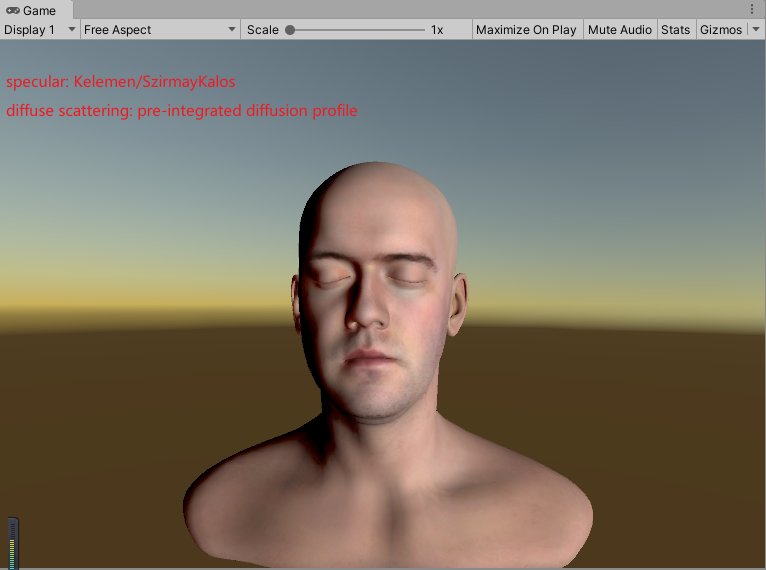 Game
Display 1 Free Aspect Scale 1x Maximize On Play Mute Audio Stats Gizmos
specular: Kelemen/SzirmayKalos
diffuse scattering: pre-integrated diffusion profile